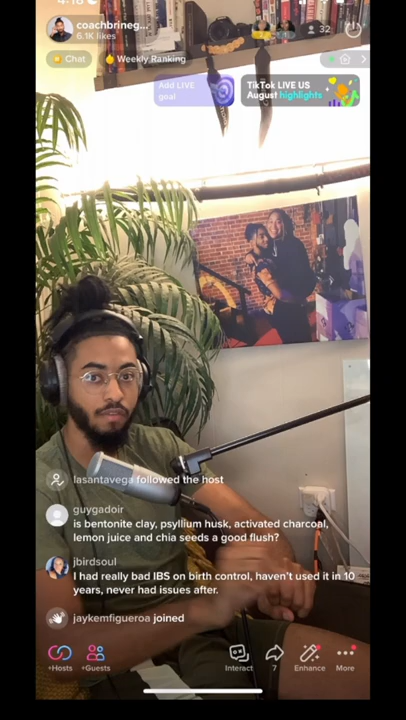 coachbrineg...
6.1K likes
32
Chat
Weekly Ranking
Add LIVE
goal
TikTok LIVE US
August highlights
lasantavega followed the host
guygadoir
is bentonite clay, psyllium husk, activated charcoal,
lemon juice and chia seeds a good flush?
jbirdsoul
I had really bad IBS on birth control, haven't used it in 10
years, never had issues after.
jaykemfigueroa joined
+Hosts
+Guests
Interact
7
Enhance
More